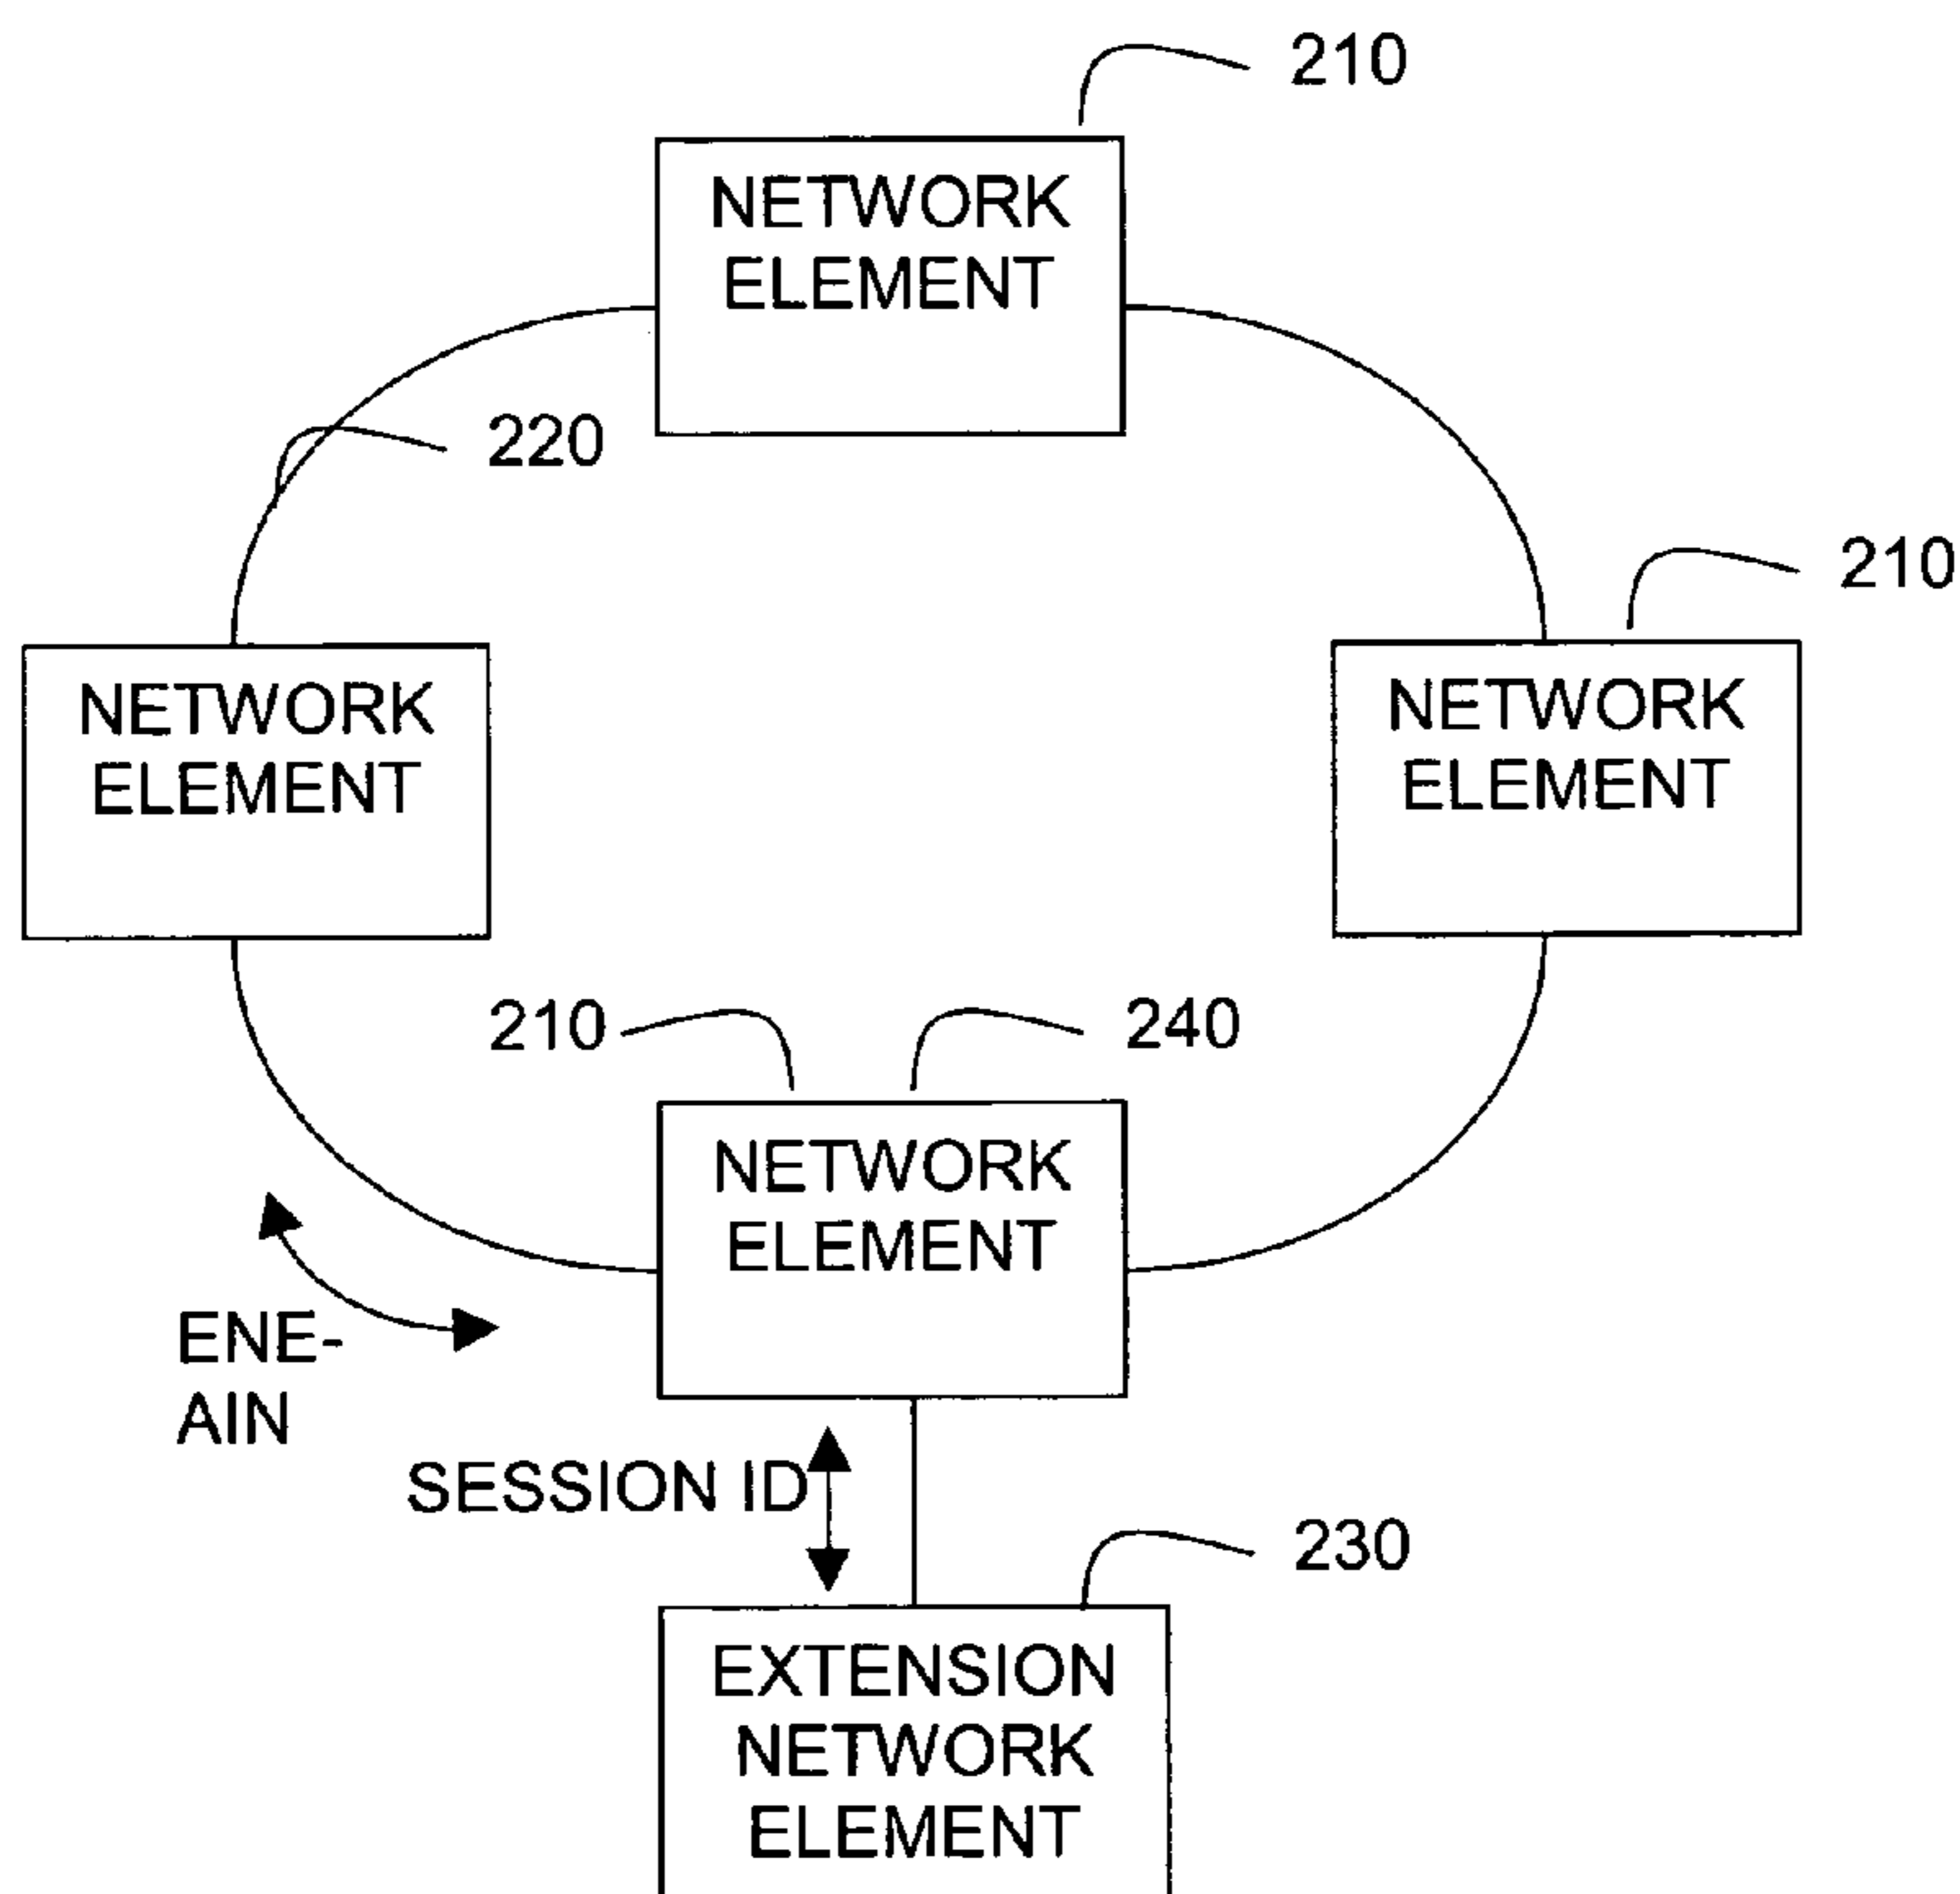 210
NETWORK
ELEMENT
220
210
NETWORK
ELEMENT
NETWORK
ELEMENT
210
240
NETWORK
ELEMENT
ENE-
AIN
SESSION ID
230
EXTENSION
NETWORK
ELEMENT